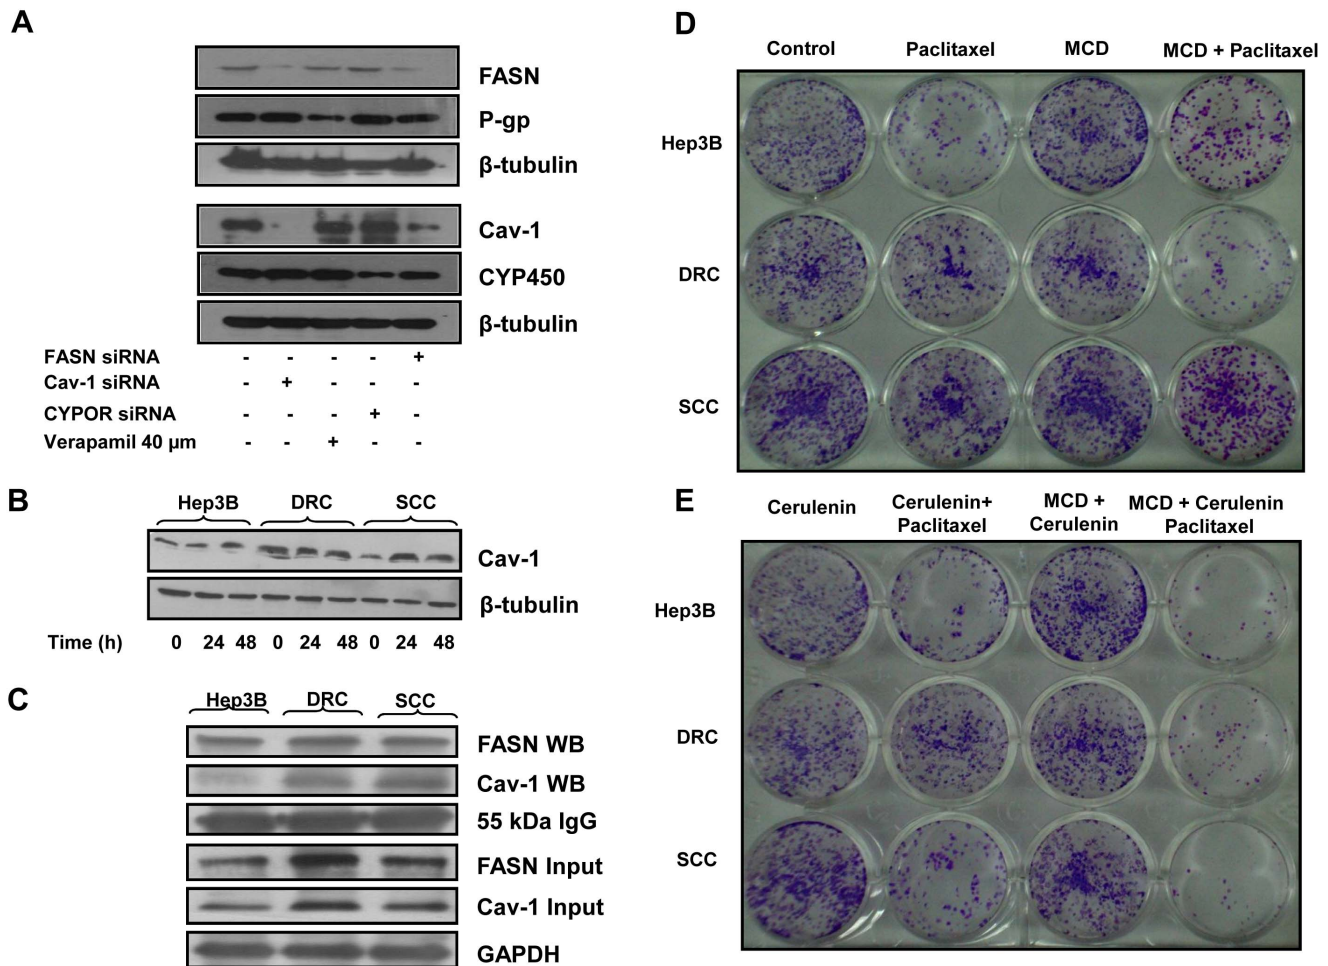 A
FASN
P-gp
β-tubulin
Cav-1
CYP450
β-tubulin
FASN siRNA - - - - +
Cav-1 siRNA - + - - -
CYPOR siRNA - - - + -
Verapamil 40 µm - - + - -
B
Hep3B DRC SCC
Cav-1
β-tubulin
Time (h) 0 24 48 0 24 48 0 24 48
C
Hep3B DRC SCC
FASN WB
Cav-1 WB
55 kDa IgG
FASN Input
Cav-1 Input
GAPDH
D
Control Paclitaxel MCD MCD + Paclitaxel
Hep3B
DRC
SCC
E
Cerulenin Cerulenin+ MCD + MCD + Cerulenin
Paclitaxel Cerulenin Paclitaxel
Hep3B
DRC
SCC